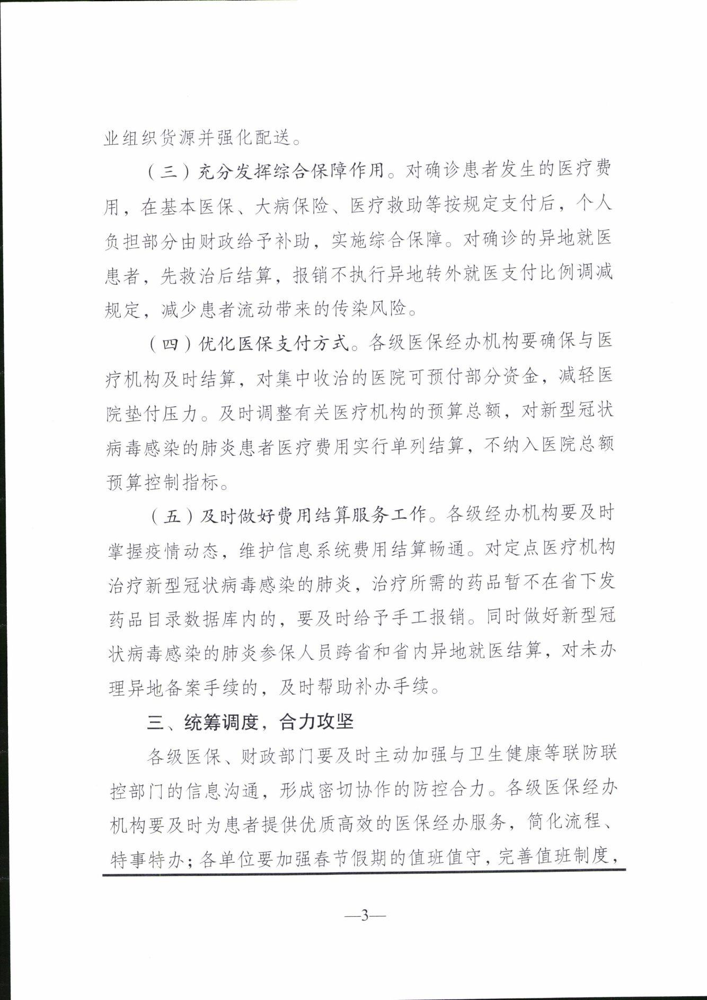 业组织货源并强化配送。
（三）充分发挥综合保障作用。对确诊患者发生的医疗费
用，在基本医保、大病保险、医疗救助等按规定支付后，个人
负担部分由财政给予补助，实施综合保障。对确诊的异地就医
患者，先救治后结算，报销不执行异地转外就医支付比例调减
规定，减少患者流动带来的传染风险。
（四）优化医保支付方式。各级医保经办机构要确保与医
疗机构及时结算，对集中收治的医院可预付部分资金，减轻医
院垫付压力。及时调整有关医疗机构的预算总额，对新型冠状
病毒感染的肺炎患者医疗费用实行单列结算，不纳入医院总额
预算控制指标。
（五）及时做好费用结算服务工作。各级经办机构要及时
掌握疫情动态，维护信息系统费用结算畅通。对定点医疗机构
治疗新型冠状病毒感染的肺炎，治疗所需的药品暂不在省下发
药品目录数据库内的，要及时给予手工报销。同时做好新型冠
状病毒感染的肺炎参保人员跨省和省内异地就医结算，对未办
理异地备案手续的，及时帮助补办手续。
三、统筹调度，合力攻坚
各级医保、财政部门要及时主动加强与卫生健康等联防联
控部门的信息沟通，形成密切协作的防控合力。各级医保经办
机构要及时为患者提供优质高效的医保经办服务，简化流程、
特事特办；各单位要加强春节假期的值班值守，完善值班制度，
—3—